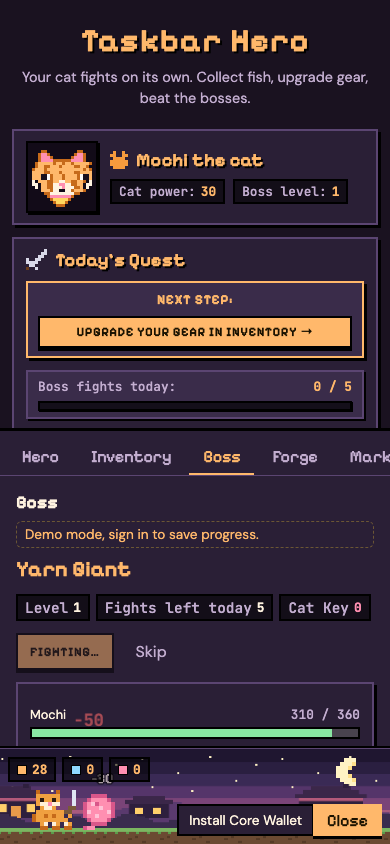 Taskbar Hero
Your cat fights on its own. Collect fish, upgrade gear,
beat the bosses.
Mochi the cat
Cat power: 30
Boss level: 1
Today's Quest
NEXT STEP:
UPGRADE YOUR GEAR IN INVENTORY →
Boss fights today:
0 / 5
Hero
Inventory
Boss
Forge
Mark
Boss
Demo mode, sign in to save progress.
Yarn Giant
Level 1
Fights left today 5
Cat Key 0
FIGHTING…
Skip
Mochi
-50
310 / 360
28
0
0
Install Core Wallet
Close